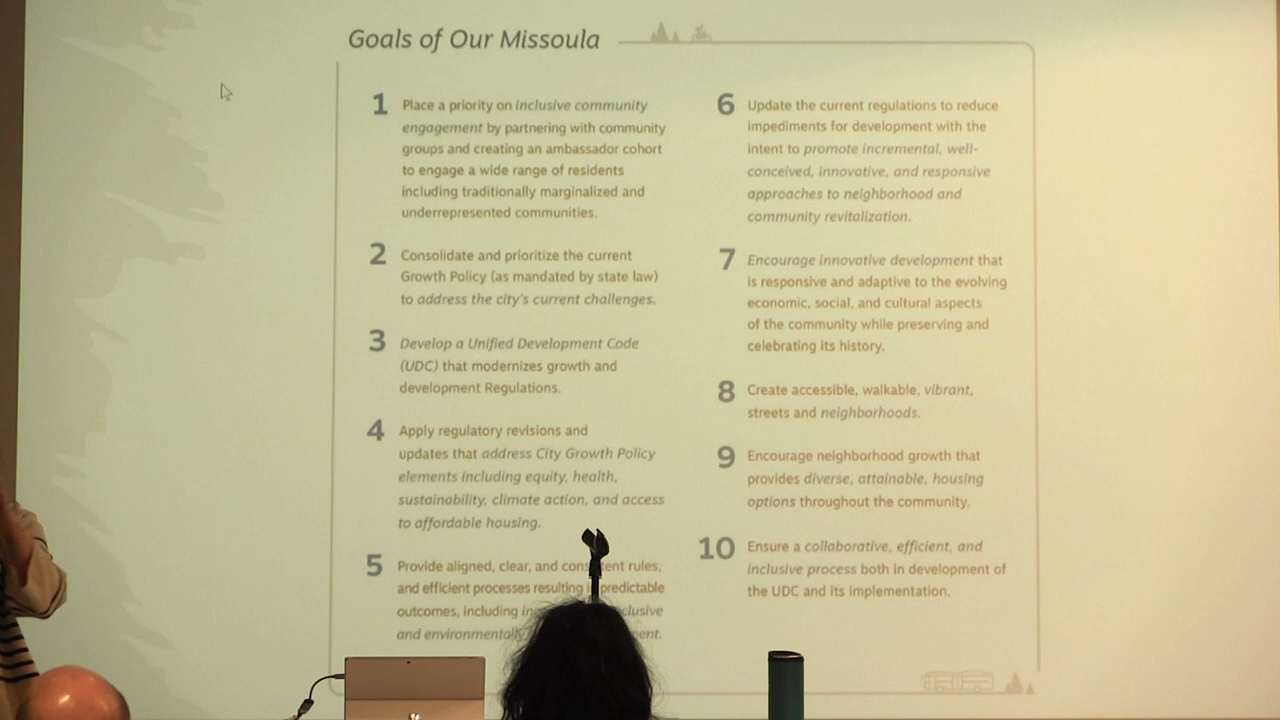 Goals of Our Missoula
1 Place a priority on inclusive community
engagement by partnering with community
groups and creating an ambassador cohort
to engage a wide range of residents
including traditionally marginalized and
underrepresented communities.
2 Consolidate and prioritize the current
Growth Policy (as mandated by state law)
to address the city's current challenges.
3 Develop a Unified Development Code
(UDC) that modernizes growth and
development Regulations.
4 Apply regulatory revisions and
updates that address City Growth Policy
elements including equity, health,
sustainability, climate action, and access
to affordable housing.
5 Provide aligned, clear, and rules,
and efficient processes resulting predictable
outcomes, including
and environmentally
6 Update the current regulations to reduce
impediments for development with the
intent to promote incremental, well-
conceived, innovative, and responsive
approaches to neighborhood and
community revitalization.
7 Encourage innovative development that
is responsive and adaptive to the evolving
economic, social, and cultural aspects
of the community while preserving and
celebrating its history.
8 Create accessible, walkable, vibrant,
streets and neighborhoods.
9 Encourage neighborhood growth that
provides diverse, attainable, housing
options throughout the community.
10 Ensure a collaborative, efficient, and
inclusive process both in development of
the UDC and its implementation.